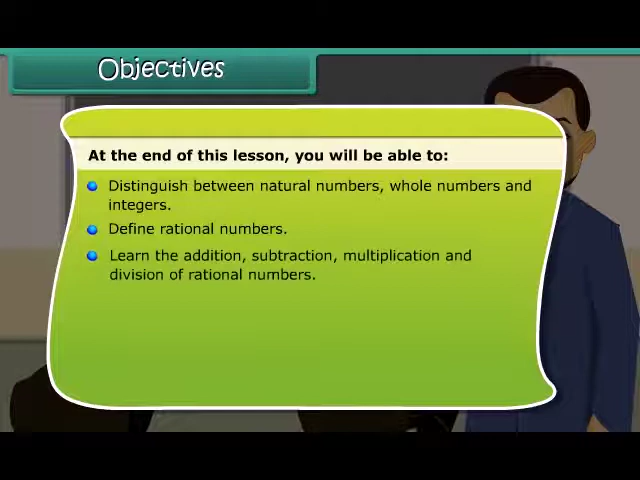 Objectives
At the end of this lesson, you will be able to:
Distinguish between natural numbers, whole numbers and
integers.
Define rational numbers.
Learn the addition, subtraction, multiplication and
division of rational numbers.